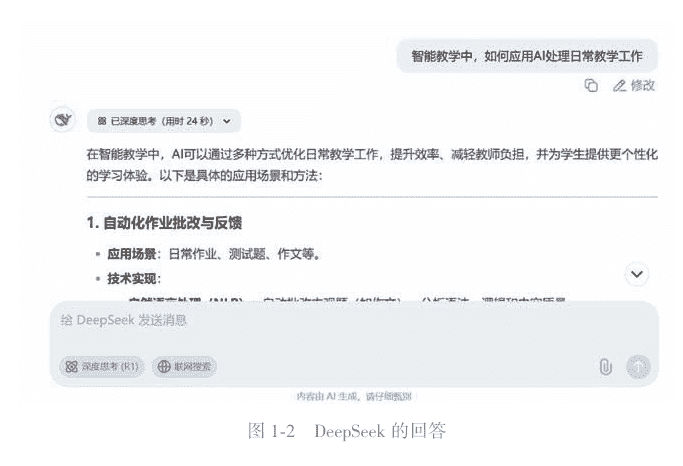 智能教学中，如何应用AI处理日常教学工作
修改
已深度思考（用时 24 秒）
在智能教学中，AI可以通过多种方式优化日常教学工作，提升效率、减轻教师负担，并为学生提供更个性化
的学习体验。以下是具体的应用场景和方法：
1. 自动化作业批改与反馈
• 应用场景：日常作业、测试题、作文等。
• 技术实现：
给 DeepSeek 发送消息
深度思考 (R1)
联网搜索
内容由 AI 生成，请仔细甄别
图 1-2 DeepSeek 的回答